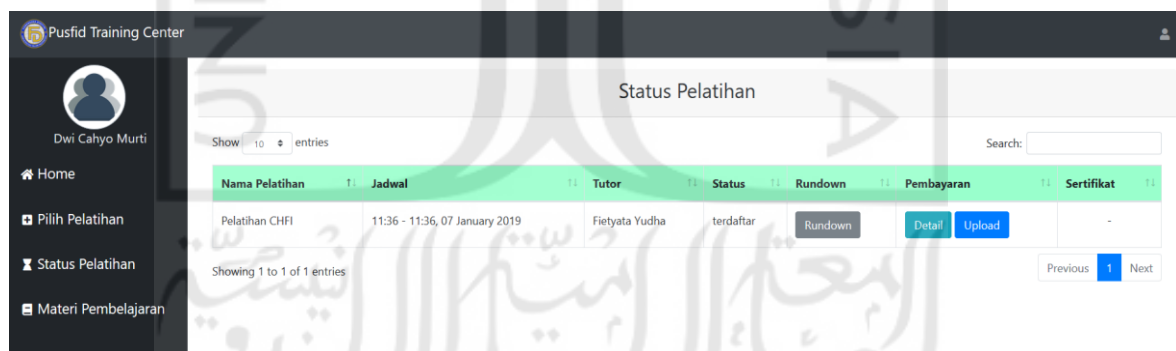 Pusfid Training Center
Dwi Cahyo Murti
Home
Pilih Pelatihan
Status Pelatihan
Materi Pembelajaran
Status Pelatihan
Show 10 entries
Search:
Nama Pelatihan Jadwal Tutor Status Rundown Pembayaran Sertifikat
Pelatihan CHFI 11:36 - 11:36, 07 January 2019 Fietyata Yudha terdaftar Rundown Detail Upload -
Showing 1 to 1 of 1 entries
Previous 1 Next